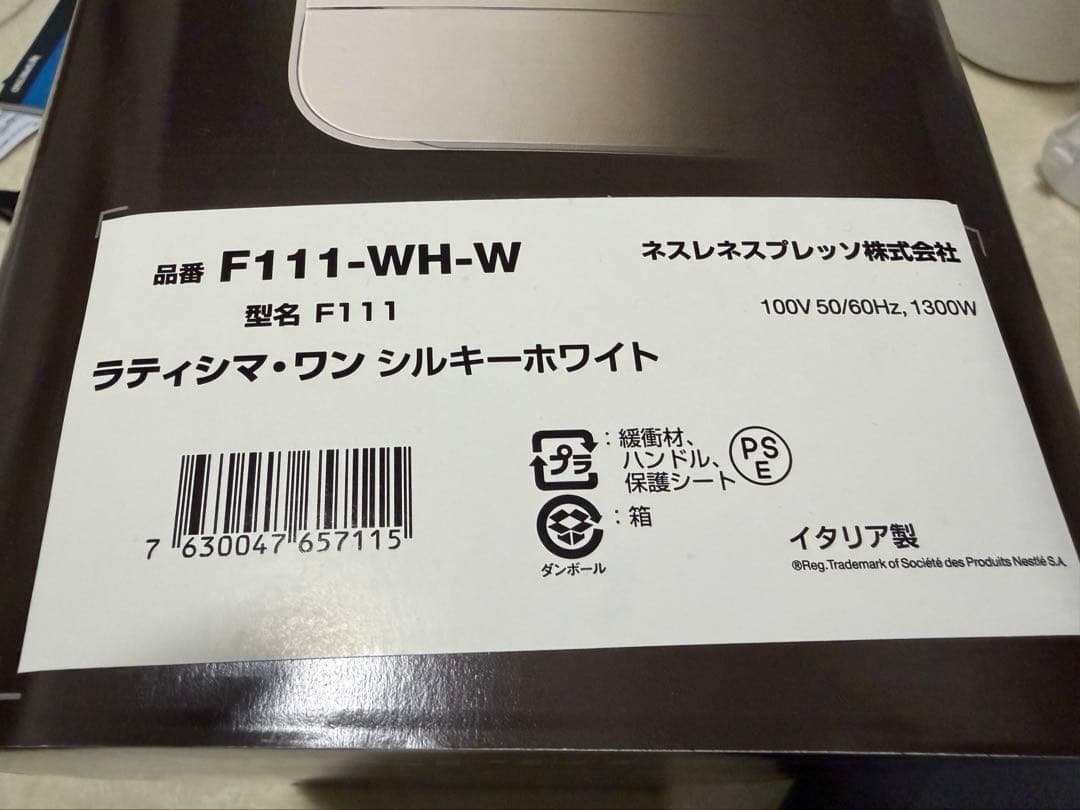 品番 F111-WH-W
ネスレネスプレッソ株式会社
型名 F111
100V 50/60Hz, 1300W
ラティシマ・ワン シルキーホワイト
プラ
：緩衝材、
ハンドル、
保護シート
PS
E
：箱
ダンボール
7 630047 657115
イタリア製
®Reg.Trademark of Société des Produits Nestlé S.A.